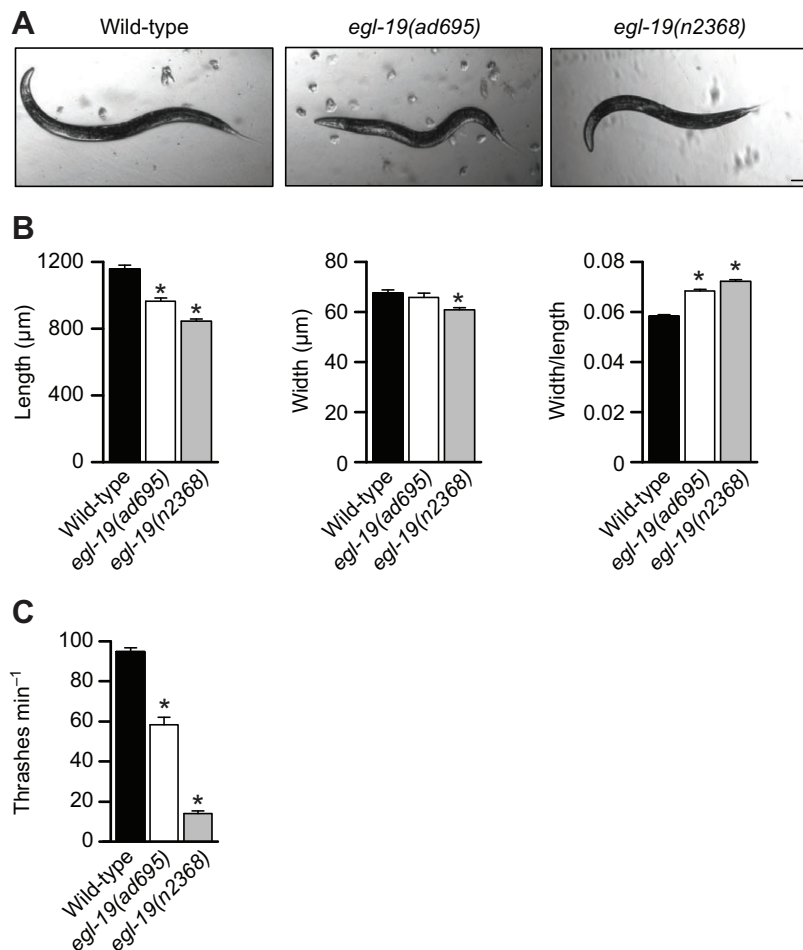 A
Wild-type egl-19(ad695) egl-19(n2368)
B
Length (µm)
1200
800
400
0
* *
Wild-type
egl-19(ad695)
egl-19(n2368)
Width (µm)
80
60
40
20
0
*
Wild-type
egl-19(ad695)
egl-19(n2368)
Width/length
0.08
0.06
0.04
0.02
0
* *
Wild-type
egl-19(ad695)
egl-19(n2368)
C
Thrashes min⁻¹
100
80
60
40
20
0
*
*
Wild-type
egl-19(ad695)
egl-19(n2368)